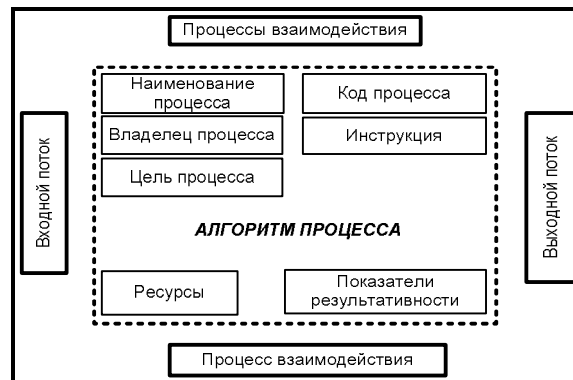 Процессы взаимодействия
Наименование
процесса
Код процесса
Владелец процесса
Инструкция
Цель процесса
Входной поток
Выходной поток
АЛГОРИТМ ПРОЦЕССА
Ресурсы
Показатели
результативности
Процесс взаимодействия